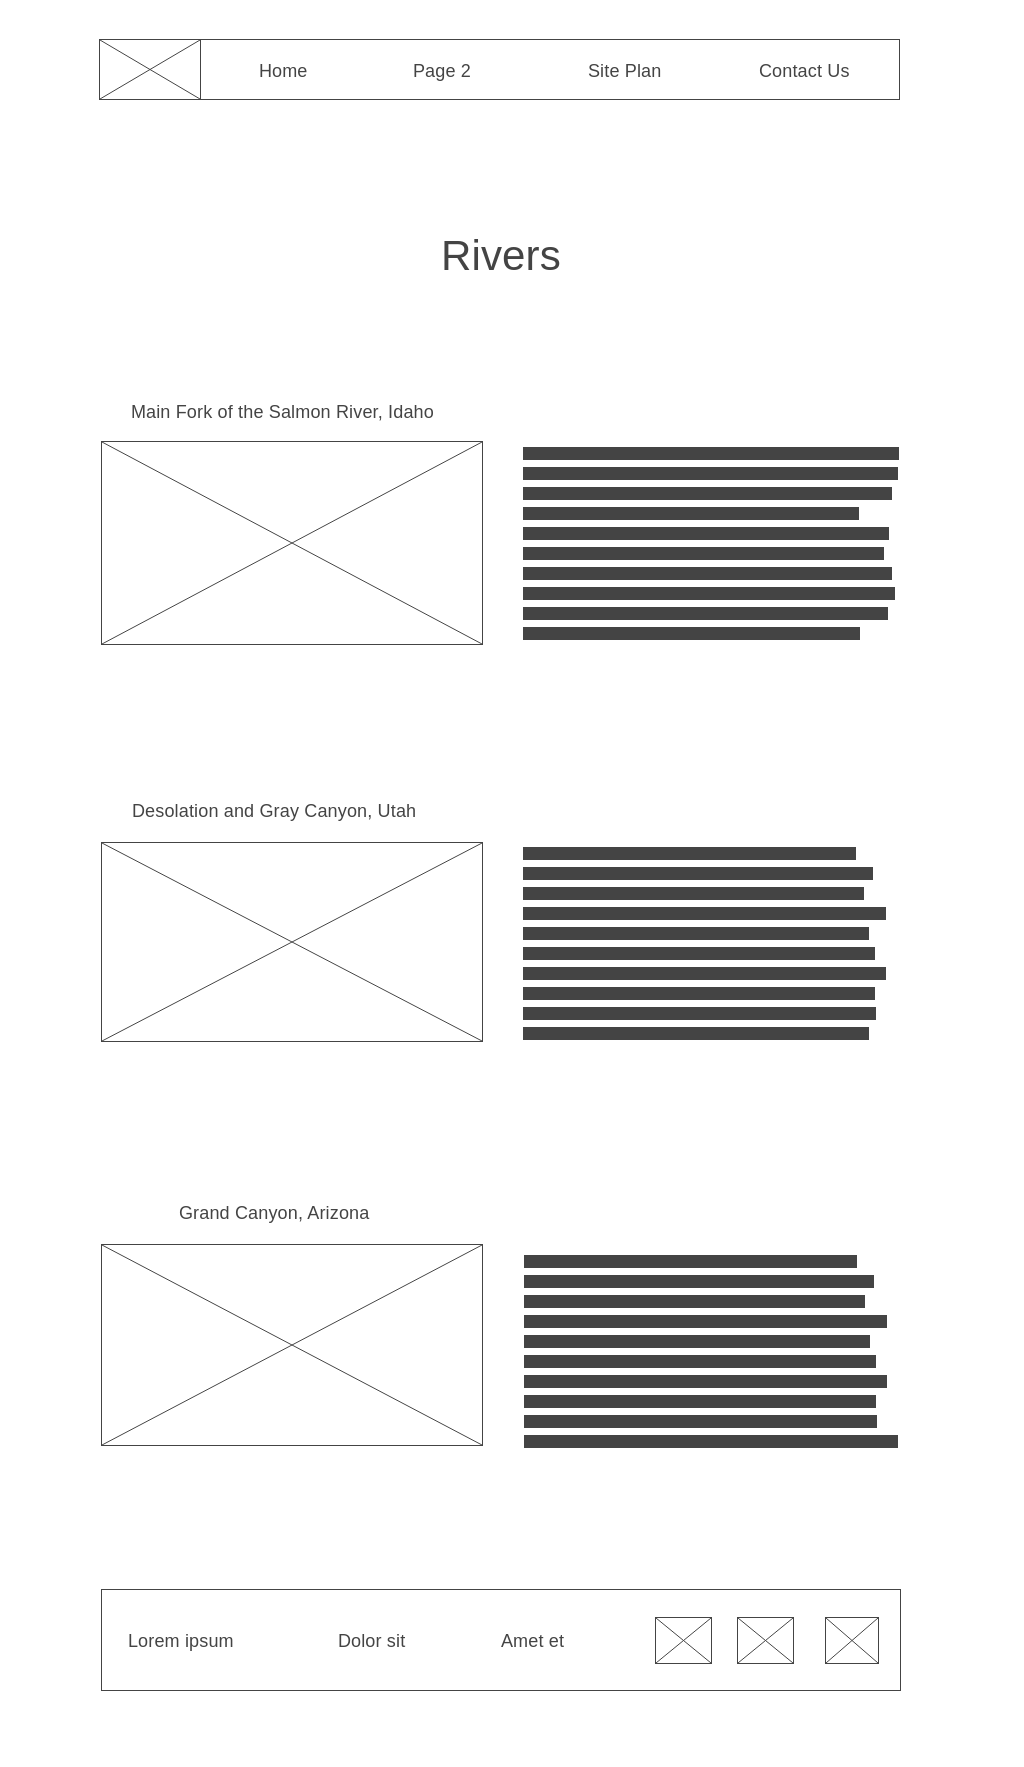 Home Page 2 Site Plan Contact Us
Rivers
Main Fork of the Salmon River, Idaho
Desolation and Gray Canyon, Utah
Grand Canyon, Arizona
Lorem ipsum Dolor sit Amet et